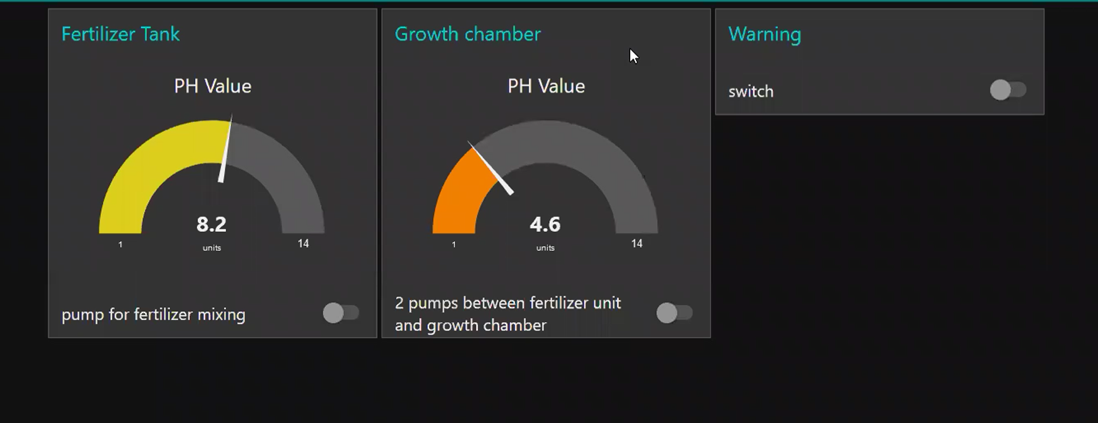 Fertilizer Tank
PH Value
8.2
units
1
14
pump for fertilizer mixing
Growth chamber
PH Value
4.6
units
1
14
2 pumps between fertilizer unit
and growth chamber
Warning
switch